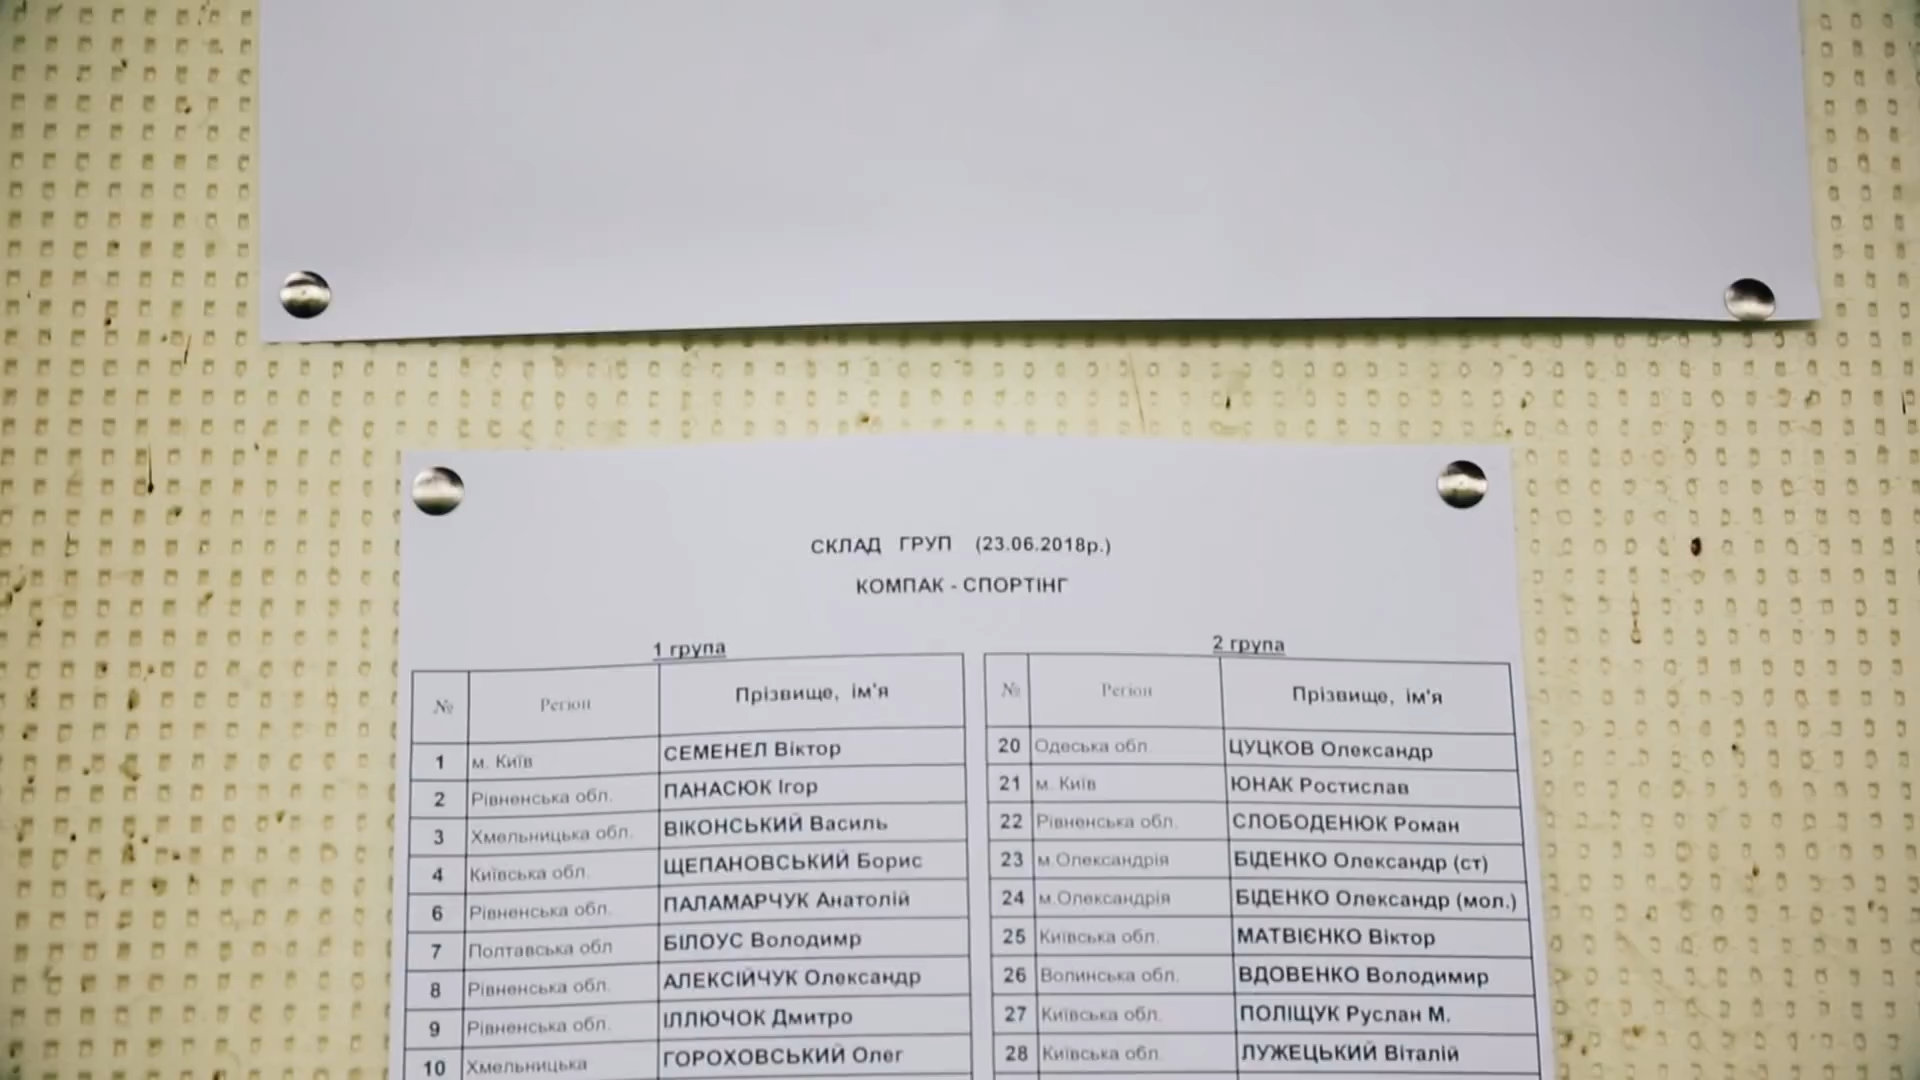 СКЛАД ГРУП (23.06.2018р.)
КОМПАК - СПОРТІНГ
1 група
№ Регіон Прізвище, ім'я
1 м. Київ СЕМЕНЕЛ Віктор
2 Рівненська обл. ПАНАСЮК Ігор
3 Хмельницька обл. ВІКОНСЬКИЙ Василь
4 Київська обл. ЩЕПАНОВСЬКИЙ Борис
6 Рівненська обл. ПАЛАМАРЧУК Анатолій
7 Полтавська обл БІЛОУС Володимр
8 Рівненська обл. АЛЕКСІЙЧУК Олександр
9 Рівненська обл. ІЛЛЮЧОК Дмитро
10 Хмельницька ГОРОХОВСЬКИЙ Олег
2 група
№ Регіон Прізвище, ім'я
20 Одеська обл. ЦУЦКОВ Олександр
21 м. Київ ЮНАК Ростислав
22 Рівненська обл. СЛОБОДЕНЮК Роман
23 м.Олександрія БІДЕНКО Олександр (ст)
24 м.Олександрія БІДЕНКО Олександр (мол.)
25 Київська обл. МАТВІЄНКО Віктор
26 Волинська обл. ВДОВЕНКО Володимир
27 Київська обл. ПОЛІЩУК Руслан М.
28 Київська обл. ЛУЖЕЦЬКИЙ Віталій